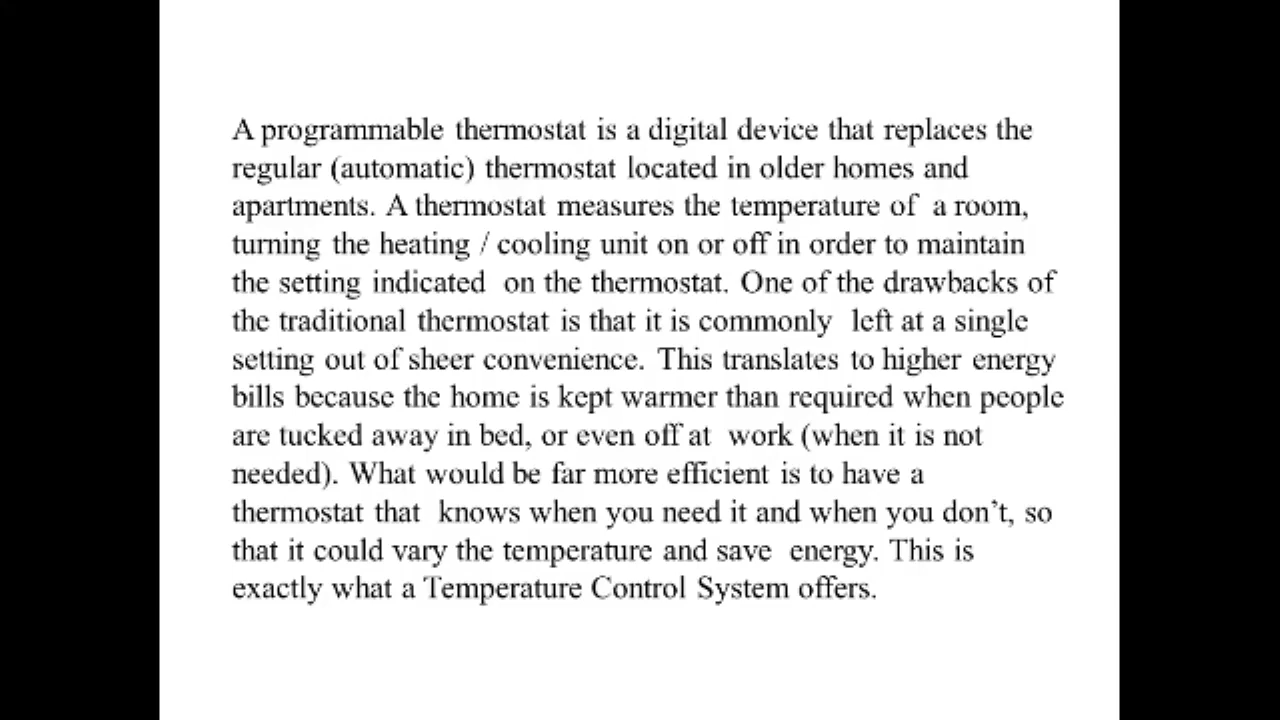 A programmable thermostat is a digital device that replaces the
regular (automatic) thermostat located in older homes and
apartments. A thermostat measures the temperature of a room,
turning the heating / cooling unit on or off in order to maintain
the setting indicated on the thermostat. One of the drawbacks of
the traditional thermostat is that it is commonly left at a single
setting out of sheer convenience. This translates to higher energy
bills because the home is kept warmer than required when people
are tucked away in bed, or even off at work (when it is not
needed). What would be far more efficient is to have a
thermostat that knows when you need it and when you don’t, so
that it could vary the temperature and save energy. This is
exactly what a Temperature Control System offers.